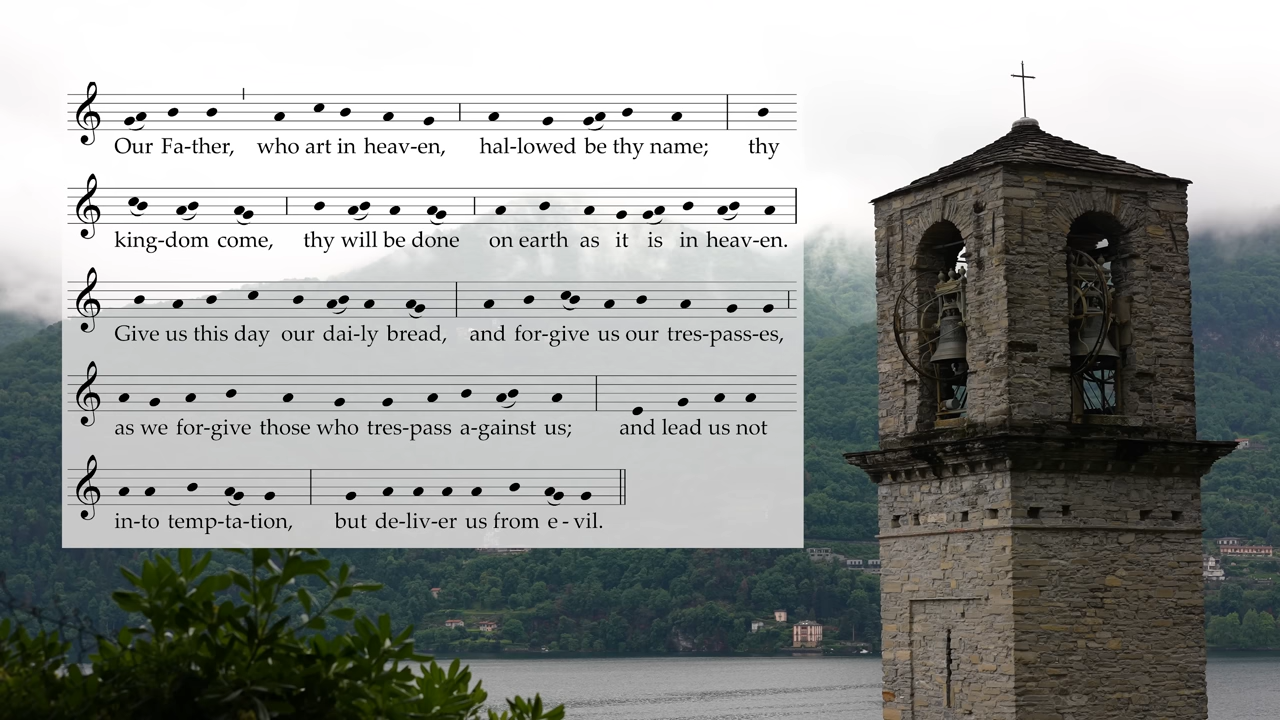 Our Fa-ther, who art in heav-en, hal-lowed be thy name; thy
king-dom come, thy will be done on earth as it is in heav-en.
Give us this day our dai-ly bread, and for-give us our tres-pass-es,
as we for-give those who tres-pass a-gainst us; and lead us not
in-to temp-ta-tion, but de-liv-er us from e - vil.